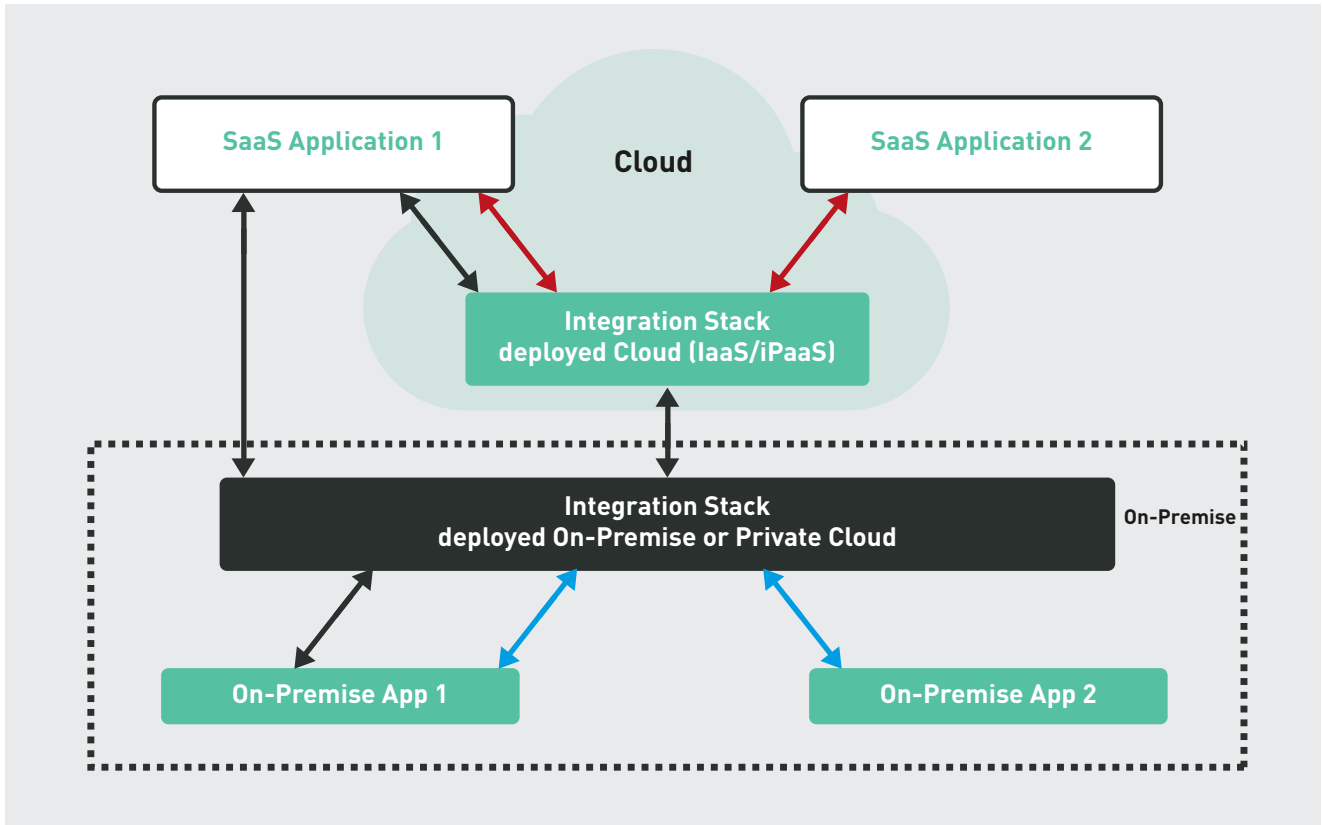 SaaS Application 1
Cloud
SaaS Application 2
Integration Stack
deployed Cloud (IaaS/iPaaS)
Integration Stack
deployed On-Premise or Private Cloud
On-Premise
On-Premise App 1
On-Premise App 2